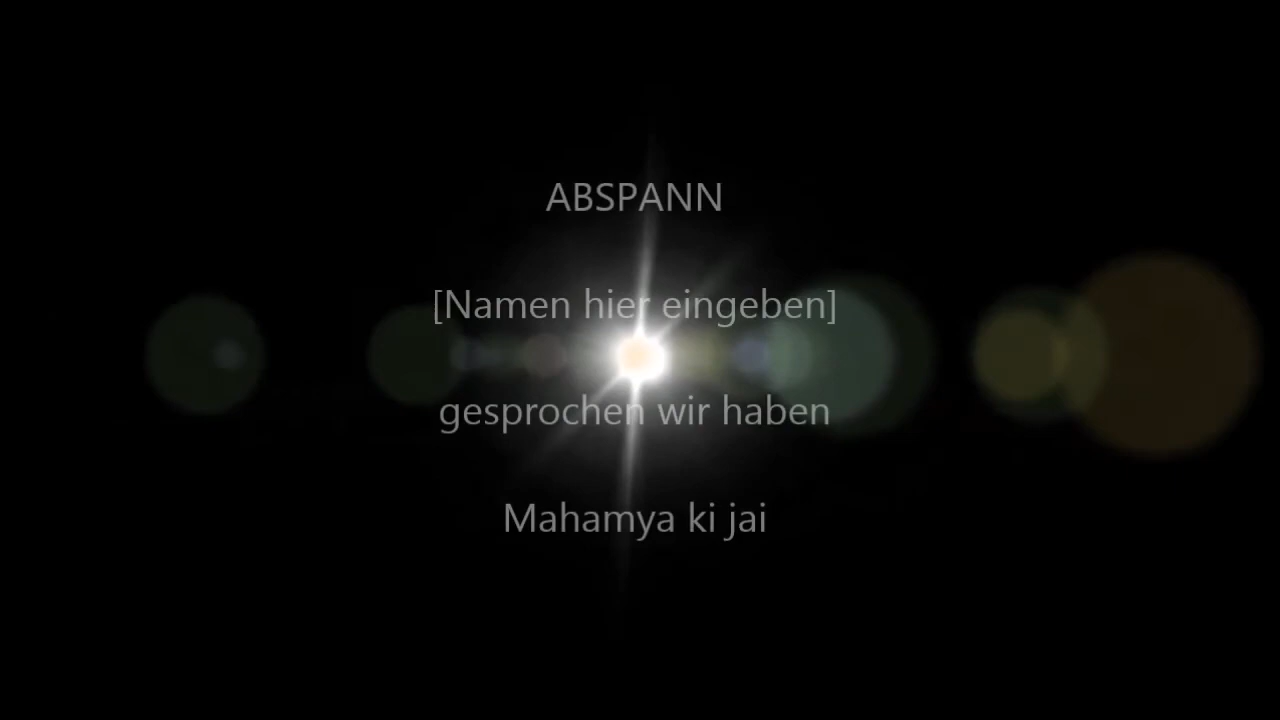 ABSPANN
[Namen hier eingeben]
gesprochen wir haben
Mahamya ki jai